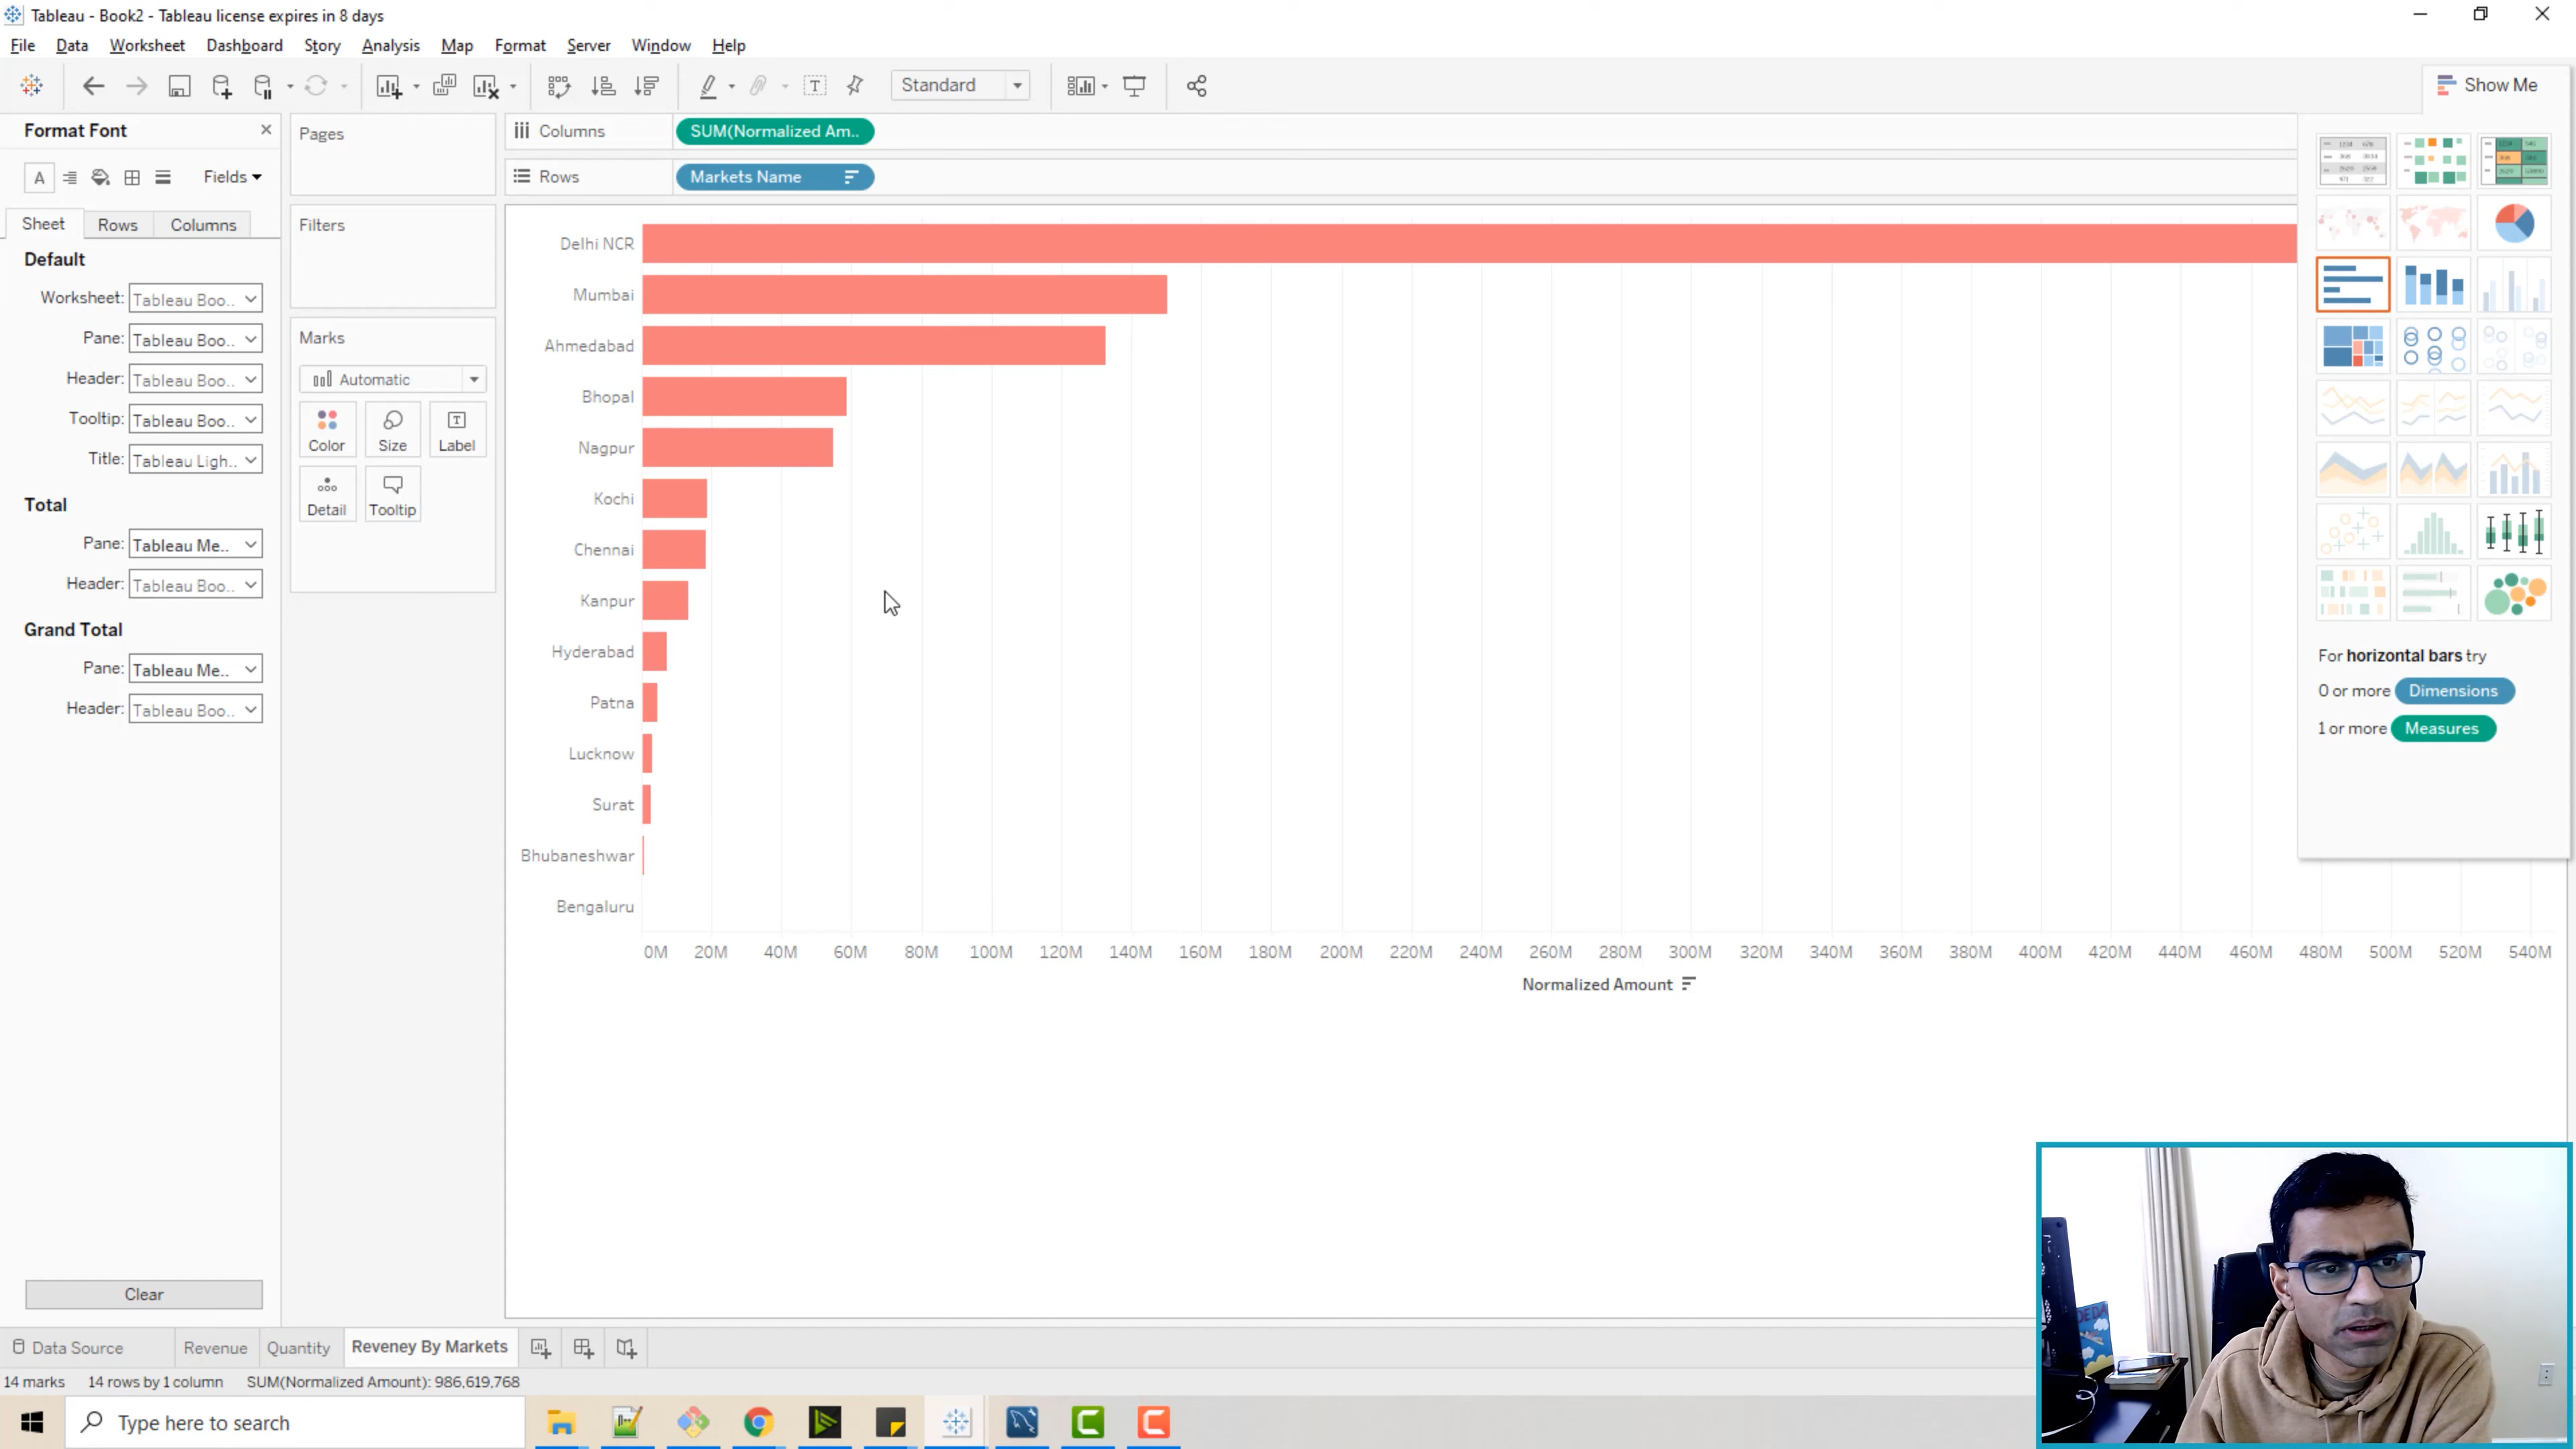 Tableau - Book2 - Tableau license expires in 8 days
File Data Worksheet Dashboard Story Analysis Map Format Server Window Help
Standard
Show Me
Format Font
Fields
Sheet Rows Columns
Default
Worksheet: Tableau Boo..
Pane: Tableau Boo..
Header: Tableau Boo..
Tooltip: Tableau Boo..
Title: Tableau Ligh..
Total
Pane: Tableau Me..
Header: Tableau Boo..
Grand Total
Pane: Tableau Me..
Header: Tableau Boo..
Clear
Pages
Filters
Marks
Automatic
Color Size Label
Detail Tooltip
Columns SUM(Normalized Am..
Rows Markets Name
Delhi NCR
Mumbai
Ahmedabad
Bhopal
Nagpur
Kochi
Chennai
Kanpur
Hyderabad
Patna
Lucknow
Surat
Bhubaneshwar
Bengaluru
0M 20M 40M 60M 80M 100M 120M 140M 160M 180M 200M 220M 240M 260M 280M 300M 320M 340M 360M 380M 400M 420M 440M 460M 480M 500M 520M 540M
Normalized Amount
For horizontal bars try
0 or more Dimensions
1 or more Measures
Data Source Revenue Quantity Reveney By Markets
14 marks 14 rows by 1 column SUM(Normalized Amount): 986,619,768
Type here to search